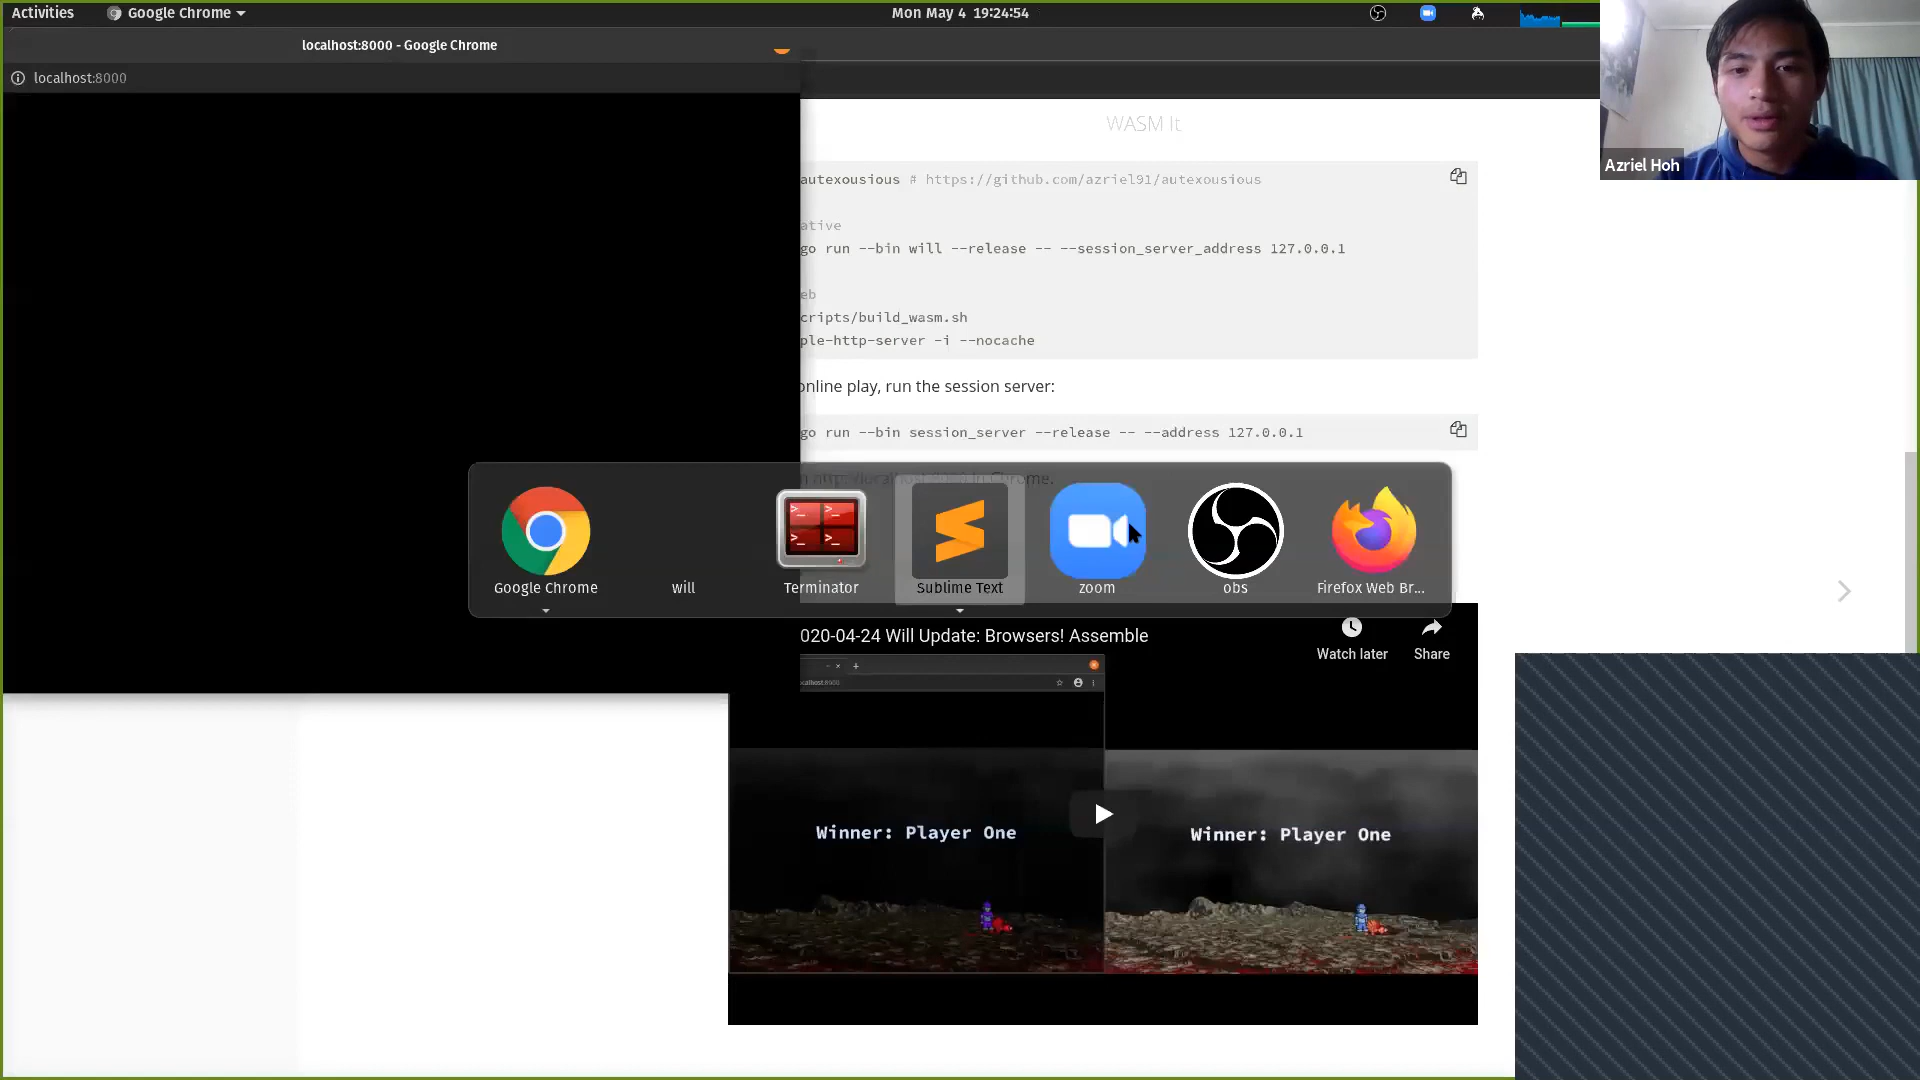 Activities
Google Chrome
Mon May 4 19:24:54
localhost:8000 - Google Chrome
localhost:8000
Azriel Hoh
WASM It
autexousious # https://github.com/azriel91/autexousious
ative
go run --bin will --release -- --session_server_address 127.0.0.1
eb
cripts/build_wasm.sh
ple-http-server -i --nocache
online play, run the session server:
go run --bin session_server --release -- --address 127.0.0.1
Chrome.
Google Chrome
will
Terminator
Sublime Text
zoom
obs
Firefox Web Br...
020-04-24 Will Update: Browsers! Assemble
Watch later
Share
Winner: Player One
Winner: Player One